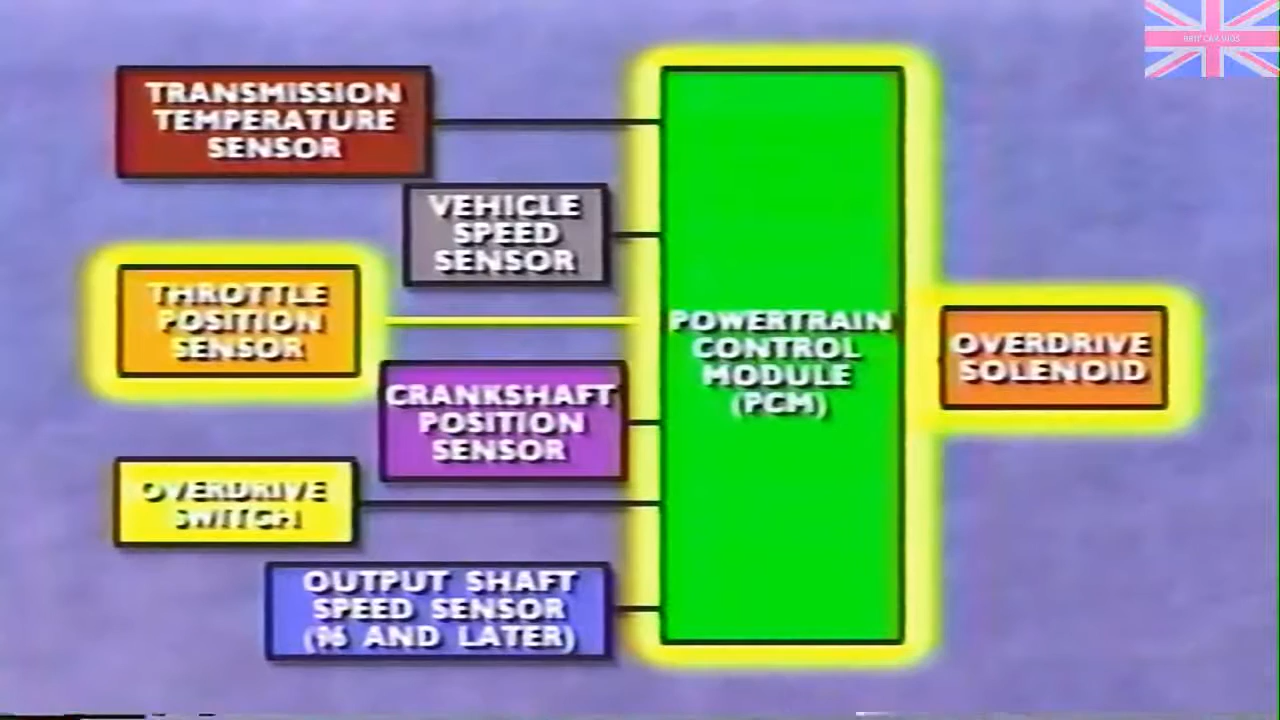 TRANSMISSION
TEMPERATURE
SENSOR
VEHICLE
SPEED
SENSOR
THROTTLE
POSITION
SENSOR
CRANKSHAFT
POSITION
SENSOR
OVERDRIVE
SWITCH
OUTPUT SHAFT
SPEED SENSOR
(96 AND LATER)
POWERTRAIN
CONTROL
MODULE
(PCM)
OVERDRIVE
SOLENOID